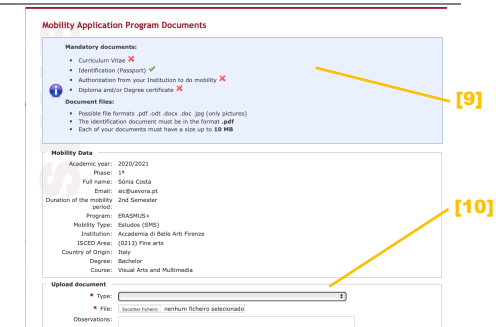 Mobility Application Program Documents
Mandatory documents:
• Curriculum Vitae ❌
• Identification (Passport) ✔
• Authorization from your Institution to do mobility ❌
• Diploma and/or Degree certificate ❌
Document files:
• Possible file formats .pdf .odt .docx .doc .jpg (only pictures)
• The identification document must be in the format .pdf
• Each of your documents must have a size up to 10 MB
[9]
Mobility Data
Academic year: 2020/2021
Phase: 1ª
Full name: Sónia Costa
Email: sic@uevora.pt
Duration of the mobility period: 2nd Semester
Program: ERASMUS+
Mobility Type: Estudos (SMS)
Institution: Accademia di Belle Arti Firenze
ISCED Area: (0213) Fine arts
Country of Origin: Italy
Degree: Bachelor
Course: Visual Arts and Multimedia
[10]
Upload document
* Type:
* File: Escolher ficheiro nenhum ficheiro selecionado
Observations: